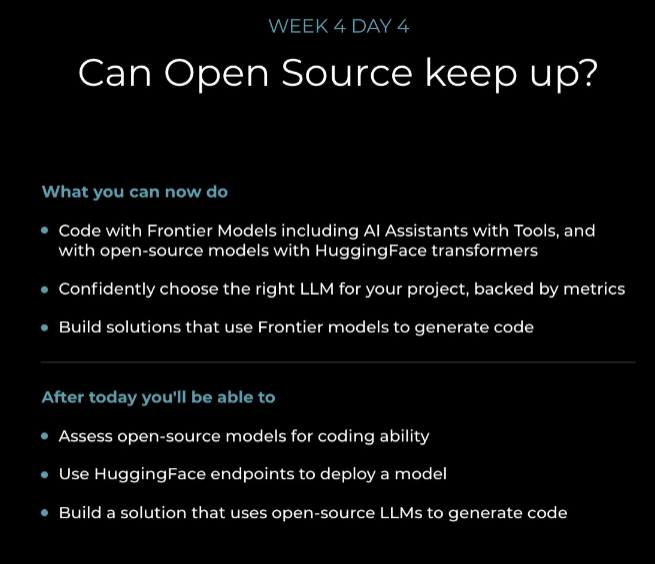 WEEK 4 DAY 4
Can Open Source keep up?
What you can now do
• Code with Frontier Models including AI Assistants with Tools, and
with open-source models with HuggingFace transformers
• Confidently choose the right LLM for your project, backed by metrics
• Build solutions that use Frontier models to generate code
After today you'll be able to
• Assess open-source models for coding ability
• Use HuggingFace endpoints to deploy a model
• Build a solution that uses open-source LLMs to generate code